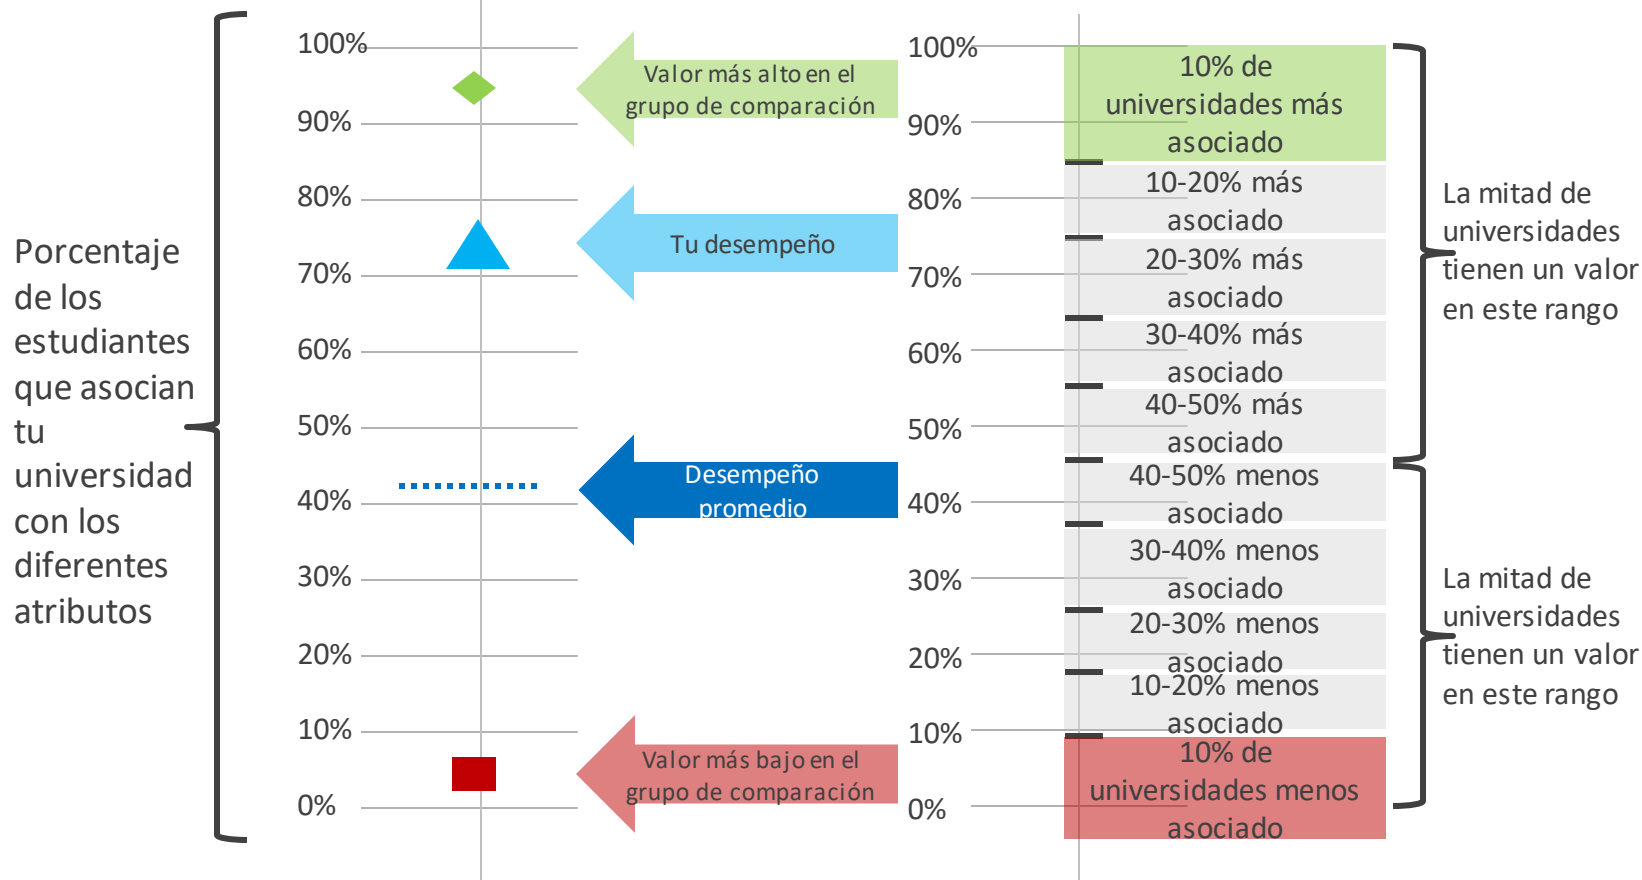 Porcentaje
de los
estudiantes
que asocian
tu
universidad
con los
diferentes
atributos
100%
90%
80%
70%
60%
50%
40%
30%
20%
10%
0%
Valor más alto en el
grupo de comparación
Tu desempeño
Desempeño
promedio
Valor más bajo en el
grupo de comparación
100%
90%
80%
70%
60%
50%
40%
30%
20%
10%
0%
10% de
universidades más
asociado
10-20% más
asociado
20-30% más
asociado
30-40% más
asociado
40-50% más
asociado
40-50% menos
asociado
30-40% menos
asociado
20-30% menos
asociado
10-20% menos
asociado
10% de
universidades menos
asociado
La mitad de
universidades
tienen un valor
en este rango
La mitad de
universidades
tienen un valor
en este rango